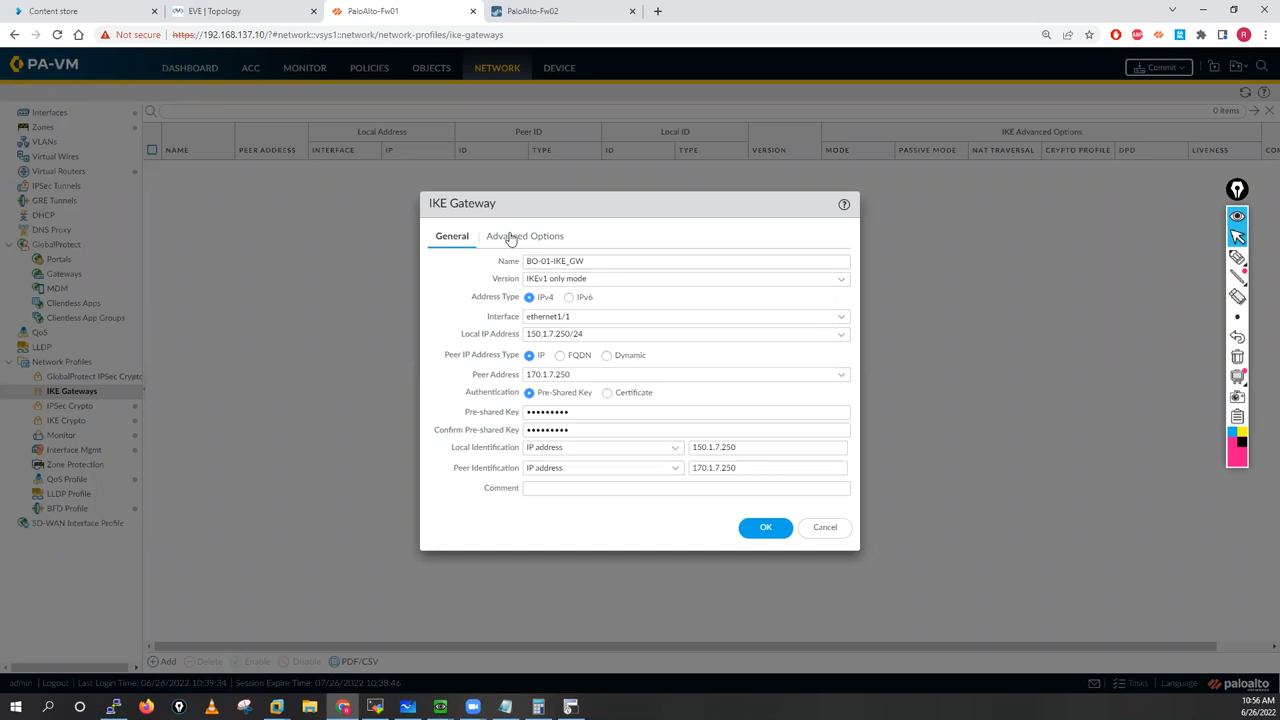 Content store
EVE | Topology
PaloAlto-Fw01
PaloAlto-Fw02
Not secure
https://192.168.137.10/?#network::vsys1::network/network-profiles/ike-gateways
R
PA-VM
DASHBOARD
ACC
MONITOR
POLICIES
OBJECTS
NETWORK
DEVICE
Commit
Interfaces
Zones
VLANs
Virtual Wires
Virtual Routers
IPSec Tunnels
GRE Tunnels
DHCP
DNS Proxy
GlobalProtect
Portals
Gateways
MDM
Clientless Apps
Clientless App Groups
QoS
LLDP
Network Profiles
GlobalProtect IPSec Crypto
IKE Gateways
IPSec Crypto
IKE Crypto
Monitor
Interface Mgmt
Zone Protection
QoS Profile
LLDP Profile
BFD Profile
SD-WAN Interface Profile
0 items
Local Address
Peer ID
Local ID
IKE Advanced Options
NAME
PEER ADDRESS
INTERFACE
IP
ID
TYPE
ID
TYPE
VERSION
MODE
PASSIVE MODE
NAT TRAVERSAL
CRYPTO PROFILE
DPD
LIVENESS
IKE Gateway
General
Advanced Options
Name BO-01-IKE_GW
Version IKEv1 only mode
Address Type IPv4 IPv6
Interface ethernet1/1
Local IP Address 150.1.7.250/24
Peer IP Address Type IP FQDN Dynamic
Peer Address 170.1.7.250
Authentication Pre-Shared Key Certificate
Pre-shared Key •••••••••
Confirm Pre-shared Key •••••••••
Local Identification IP address 150.1.7.250
Peer Identification IP address 170.1.7.250
Comment
OK
Cancel
Add
Delete
Enable
Disable
PDF/CSV
admin | Logout | Last Login Time: 06/26/2022 10:39:34 | Session Expire Time: 07/26/2022 10:38:46
Tasks | Language
paloalto
NETWORKS
10:56 AM
6/26/2022